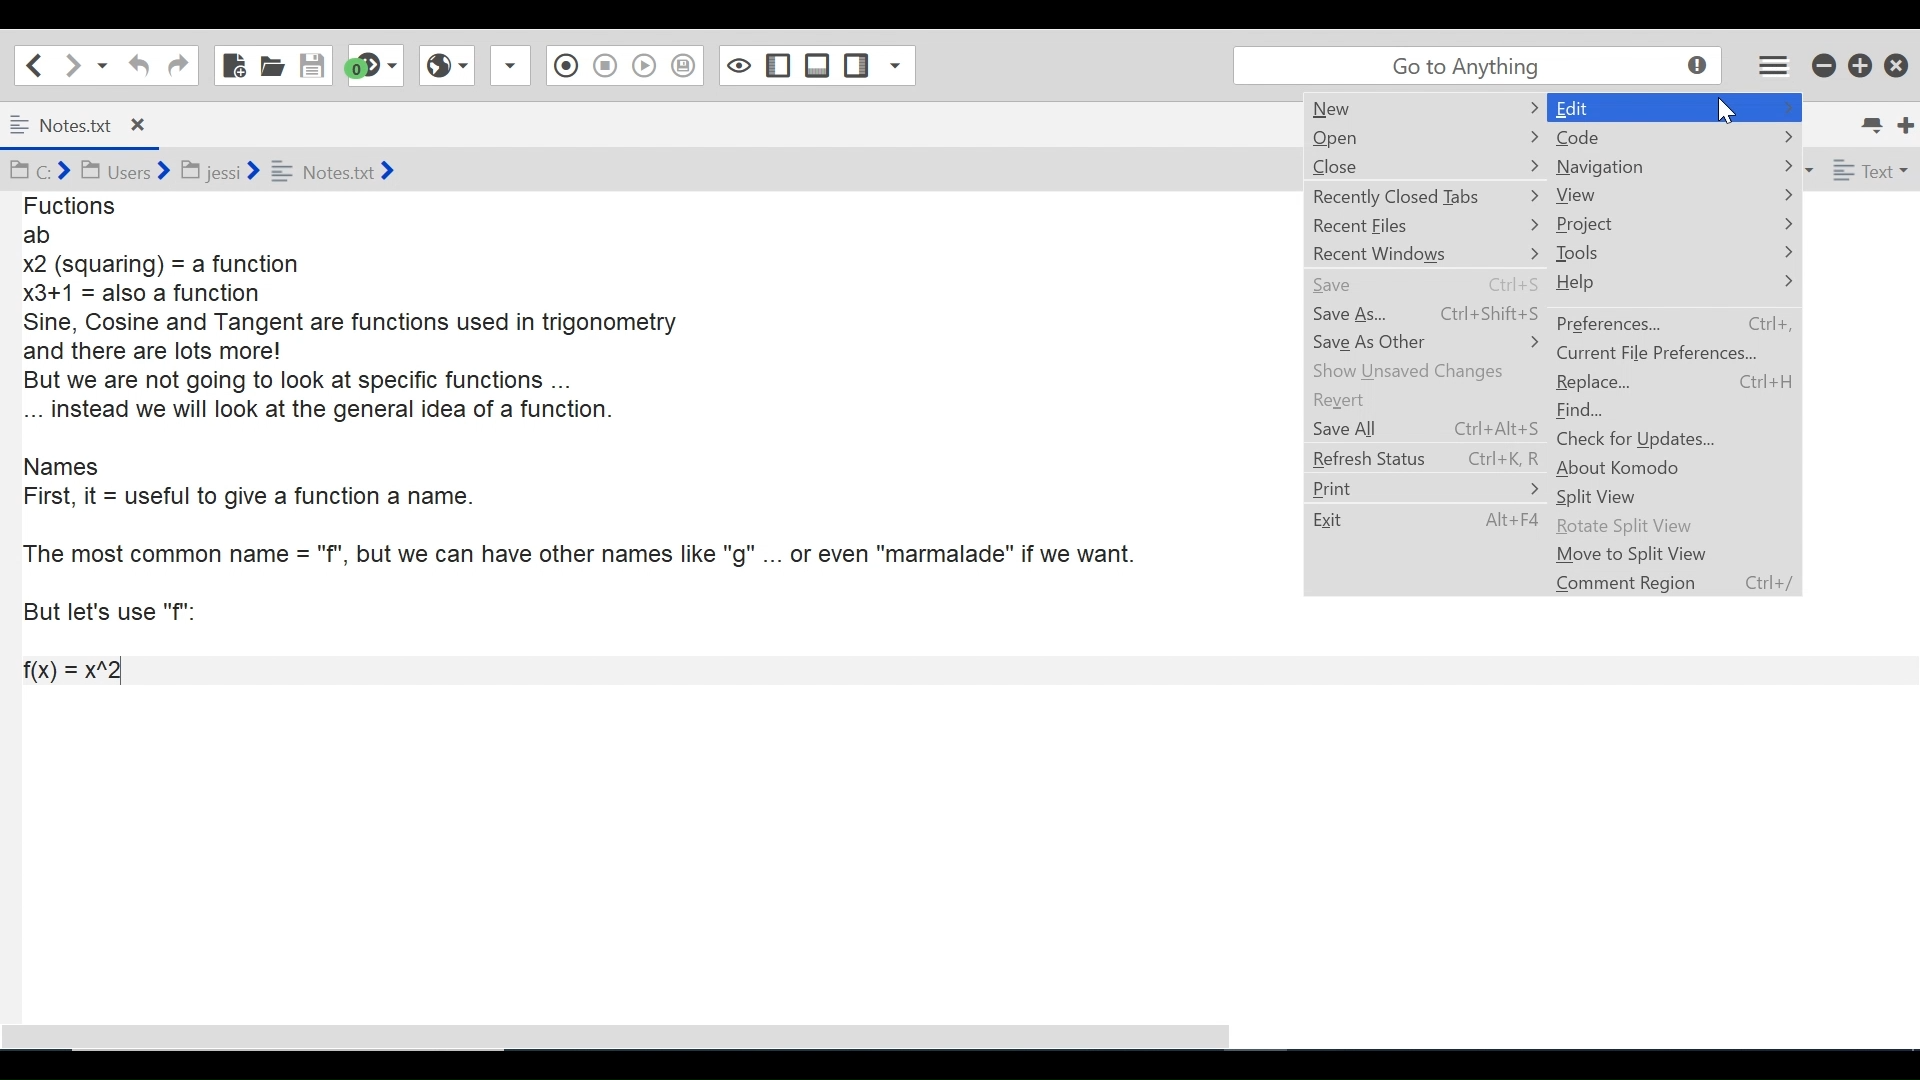 0
Go to Anything
Notes.txt
C: Users jessi Notes.txt
Text
Fuctions
ab
x2 (squaring) = a function
x3+1 = also a function
Sine, Cosine and Tangent are functions used in trigonometry
and there are lots more!
But we are not going to look at specific functions ...
... instead we will look at the general idea of a function.
Names
First, it = useful to give a function a name.
The most common name = "f", but we can have other names like "g" ... or even "marmalade" if we want.
But let's use "f":
f(x) = x^2
New
Open
Close
Recently Closed Tabs
Recent Files
Recent Windows
Save Ctrl+S
Save As... Ctrl+Shift+S
Save As Other
Show Unsaved Changes
Revert
Save All Ctrl+Alt+S
Refresh Status Ctrl+K, R
Print
Exit Alt+F4
Edit
Code
Navigation
View
Project
Tools
Help
Preferences... Ctrl+,
Current File Preferences...
Replace... Ctrl+H
Find...
Check for Updates...
About Komodo
Split View
Rotate Split View
Move to Split View
Comment Region Ctrl+/